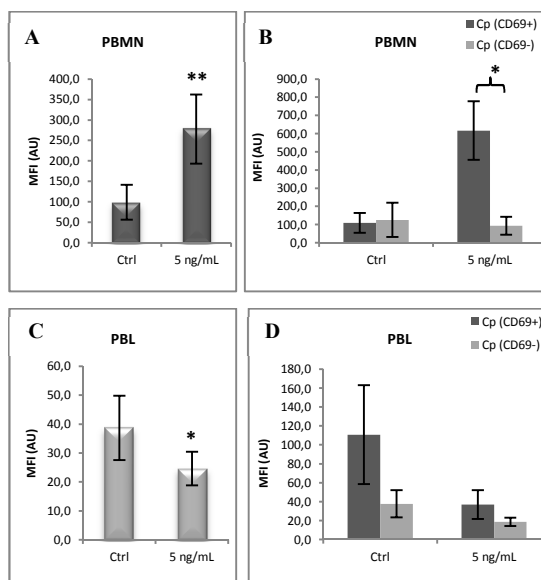 A
PBMN
MFI (AU)
400,0
350,0
300,0
250,0
200,0
150,0
100,0
50,0
0,0
**
Ctrl
5 ng/mL
B
PBMN
Cp (CD69+)
Cp (CD69-)
MFI (AU)
900,0
800,0
700,0
600,0
500,0
400,0
300,0
200,0
100,0
0,0
*
Ctrl
5 ng/mL
C
PBL
MFI (AU)
60,0
50,0
40,0
30,0
20,0
10,0
0,0
*
Ctrl
5 ng/mL
D
PBL
Cp (CD69+)
Cp (CD69-)
MFI (AU)
180,0
160,0
140,0
120,0
100,0
80,0
60,0
40,0
20,0
0,0
Ctrl
5 ng/mL